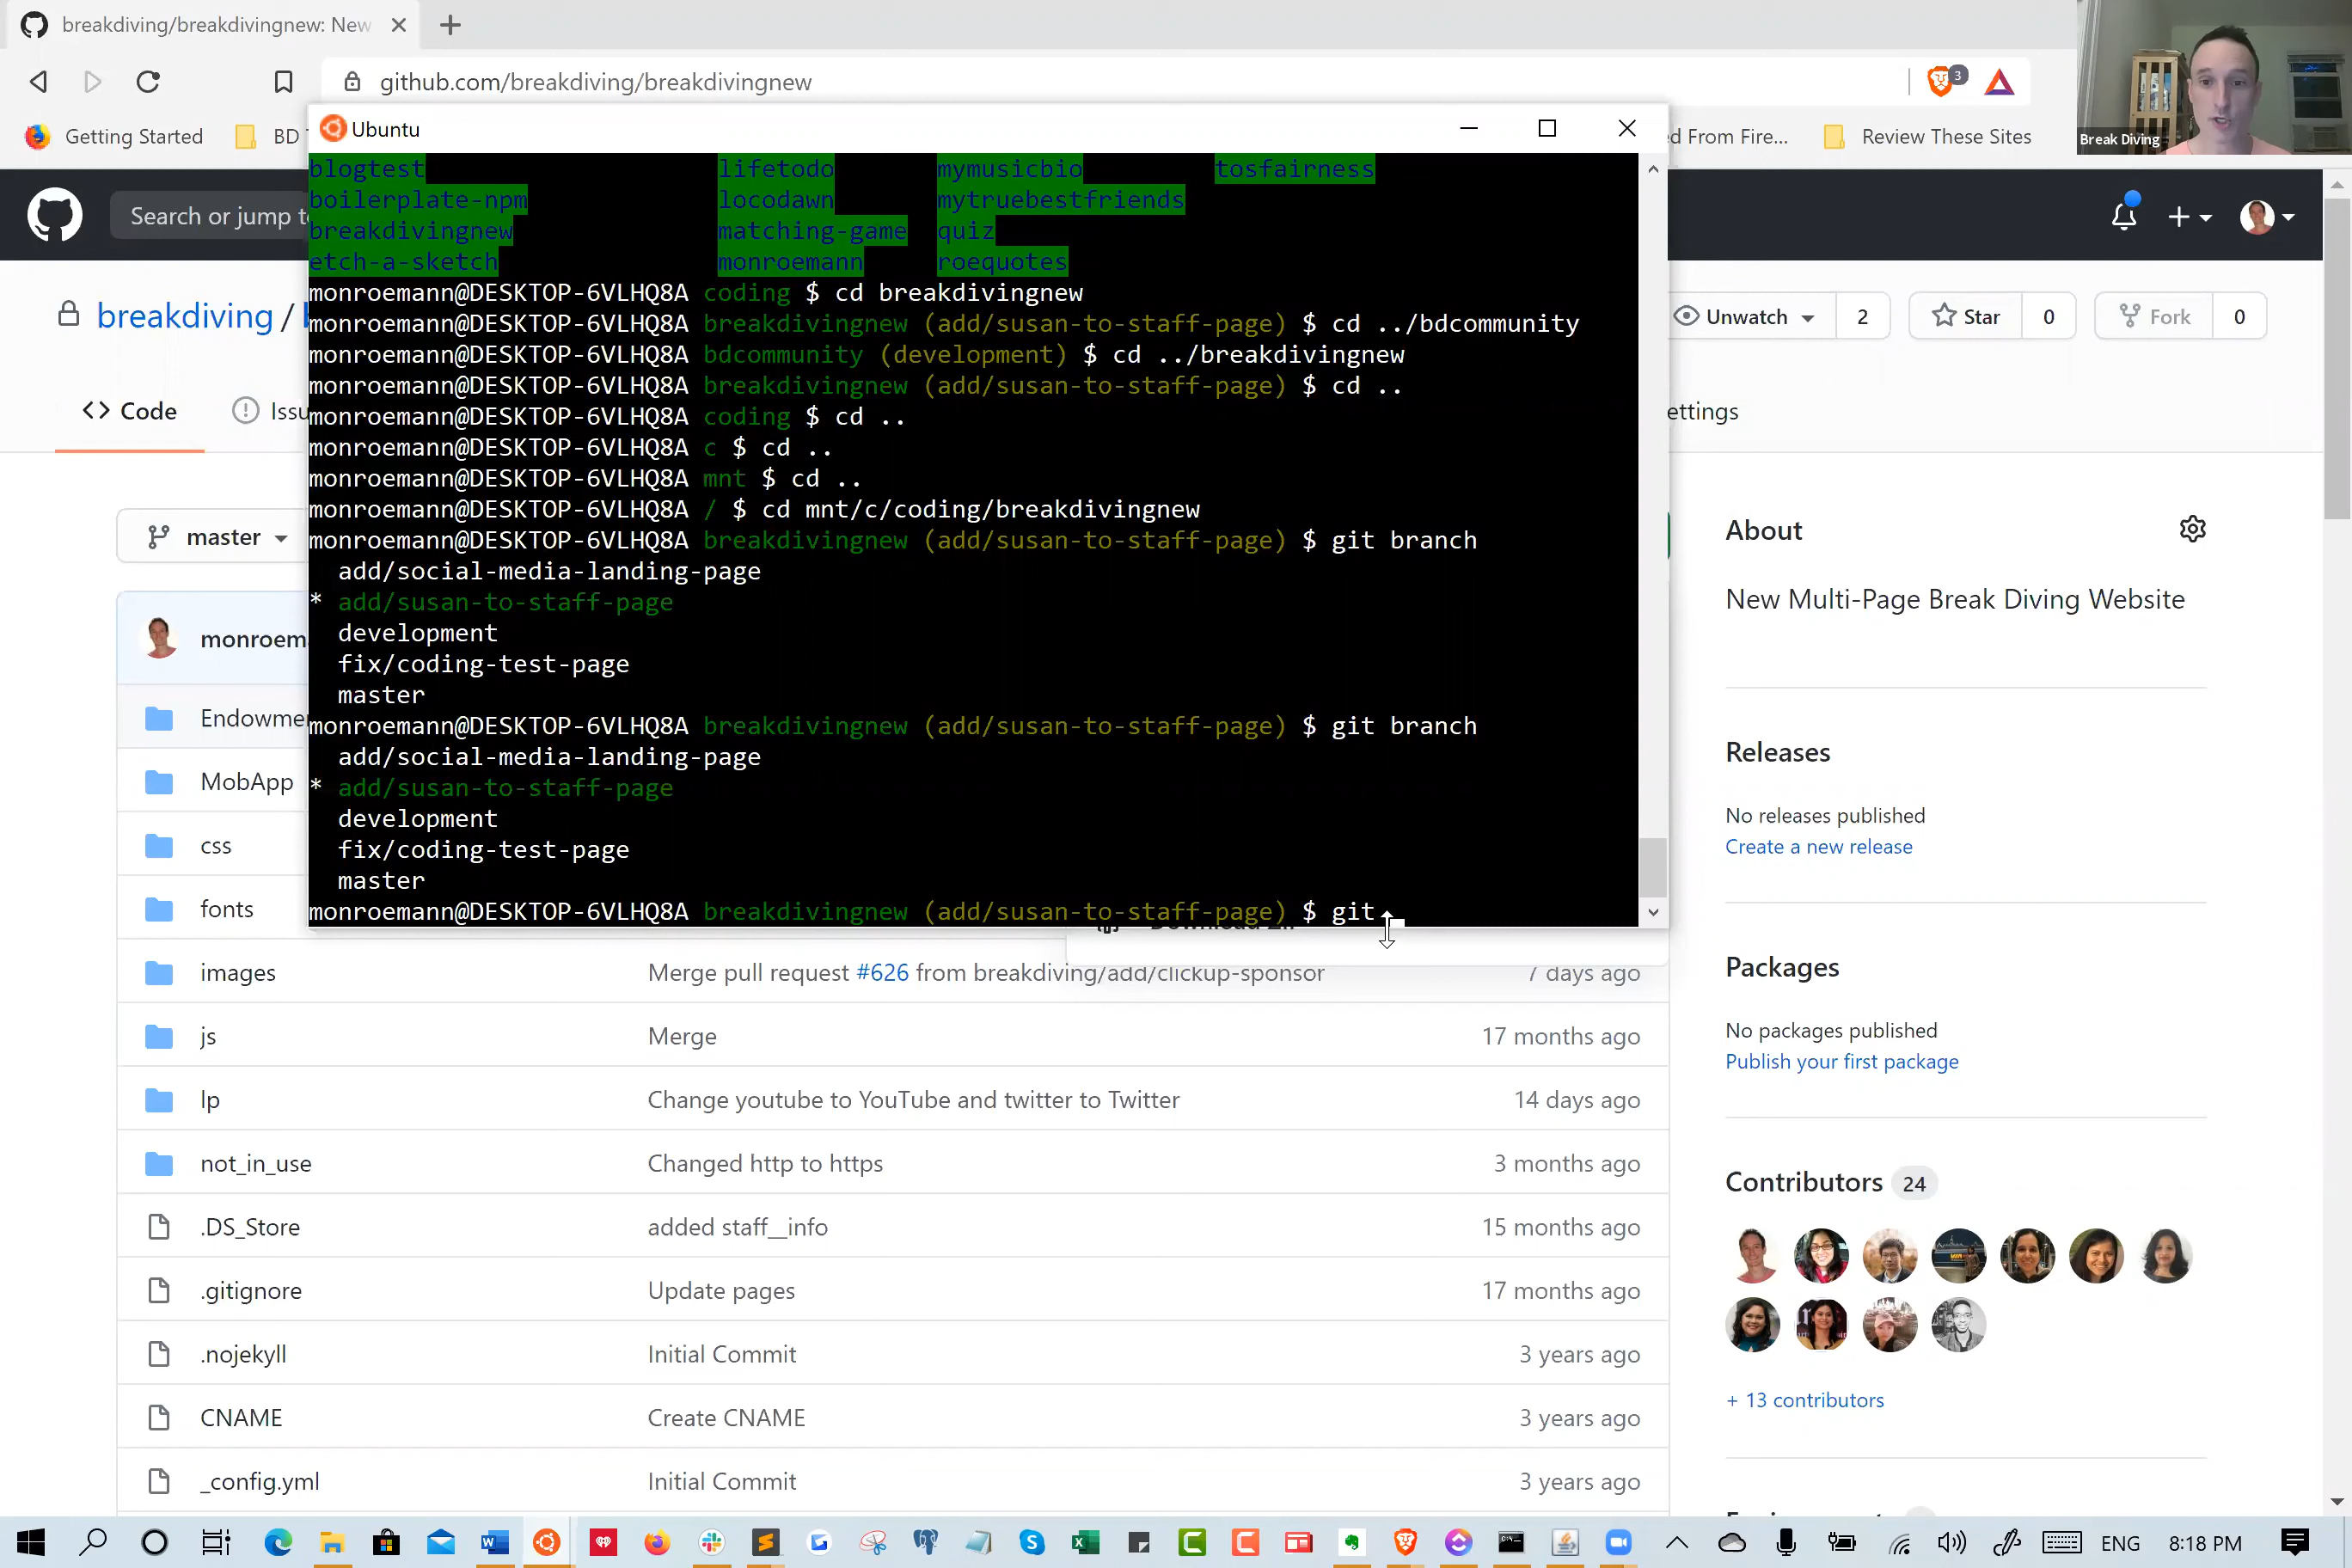 breakdiving/breakdivingnew: New
github.com/breakdiving/breakdivingnew
3
Getting Started
BD
d From Fire...
Review These Sites
Break Diving
Ubuntu
Search or jump to
breakdiving /
Unwatch
2
Star
0
Fork
0
Code
Issu
ettings
blogtest lifetodo mymusicbio tosfairness
boilerplate-npm locodawn mytruebestfriends
breakdivingnew matching-game quiz
etch-a-sketch monroemann roequotes
monroemann@DESKTOP-6VLHQ8A coding $ cd breakdivingnew
monroemann@DESKTOP-6VLHQ8A breakdivingnew (add/susan-to-staff-page) $ cd ../bdcommunity
monroemann@DESKTOP-6VLHQ8A bdcommunity (development) $ cd ../breakdivingnew
monroemann@DESKTOP-6VLHQ8A breakdivingnew (add/susan-to-staff-page) $ cd ..
monroemann@DESKTOP-6VLHQ8A coding $ cd ..
monroemann@DESKTOP-6VLHQ8A c $ cd ..
monroemann@DESKTOP-6VLHQ8A mnt $ cd ..
monroemann@DESKTOP-6VLHQ8A / $ cd mnt/c/coding/breakdivingnew
monroemann@DESKTOP-6VLHQ8A breakdivingnew (add/susan-to-staff-page) $ git branch
add/social-media-landing-page
* add/susan-to-staff-page
development
fix/coding-test-page
master
monroemann@DESKTOP-6VLHQ8A breakdivingnew (add/susan-to-staff-page) $ git branch
add/social-media-landing-page
* add/susan-to-staff-page
development
fix/coding-test-page
master
monroemann@DESKTOP-6VLHQ8A breakdivingnew (add/susan-to-staff-page) $ git
master
monroem
Endowme
MobApp
css
fonts
images Merge pull request #626 from breakdiving/add/clickup-sponsor 7 days ago
js Merge 17 months ago
lp Change youtube to YouTube and twitter to Twitter 14 days ago
not_in_use Changed http to https 3 months ago
.DS_Store added staff__info 15 months ago
.gitignore Update pages 17 months ago
.nojekyll Initial Commit 3 years ago
CNAME Create CNAME 3 years ago
_config.yml Initial Commit 3 years ago
About
New Multi-Page Break Diving Website
Releases
No releases published
Create a new release
Packages
No packages published
Publish your first package
Contributors 24
+ 13 contributors
ENG
8:18 PM